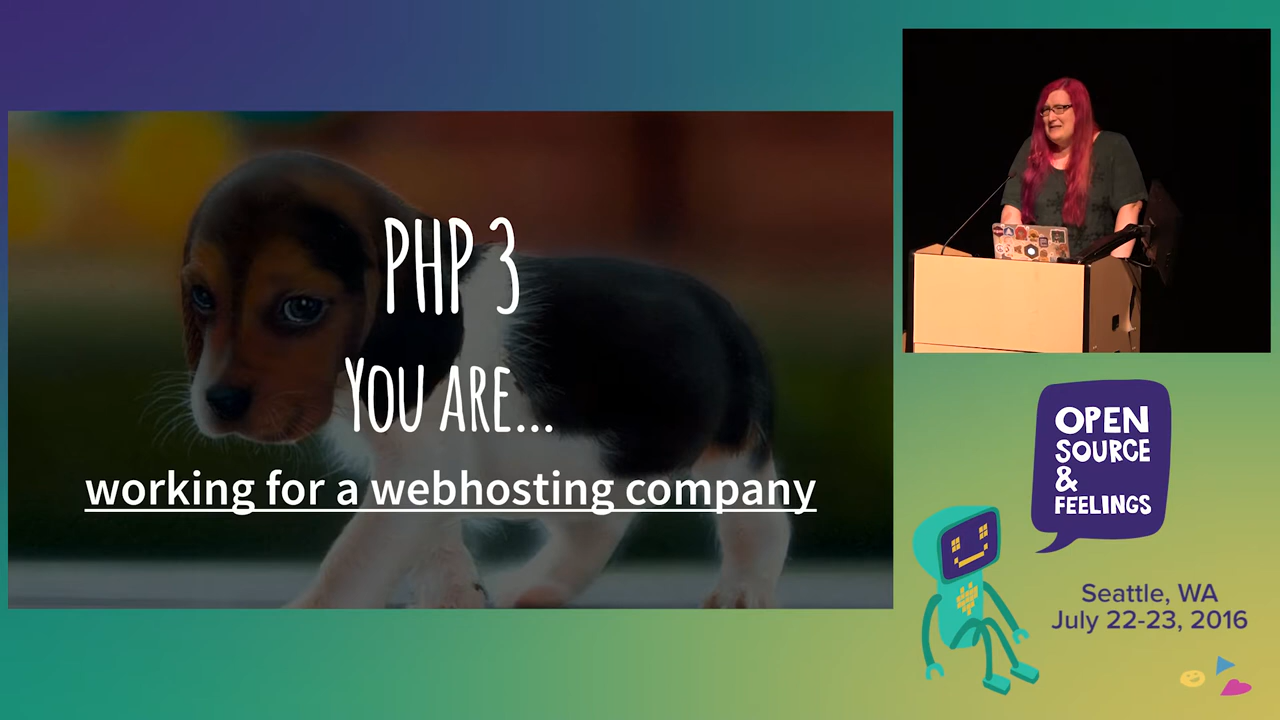 PHP 3
YOU ARE...
working for a webhosting company
OPEN
SOURCE
&
FEELINGS
Seattle, WA
July 22-23, 2016